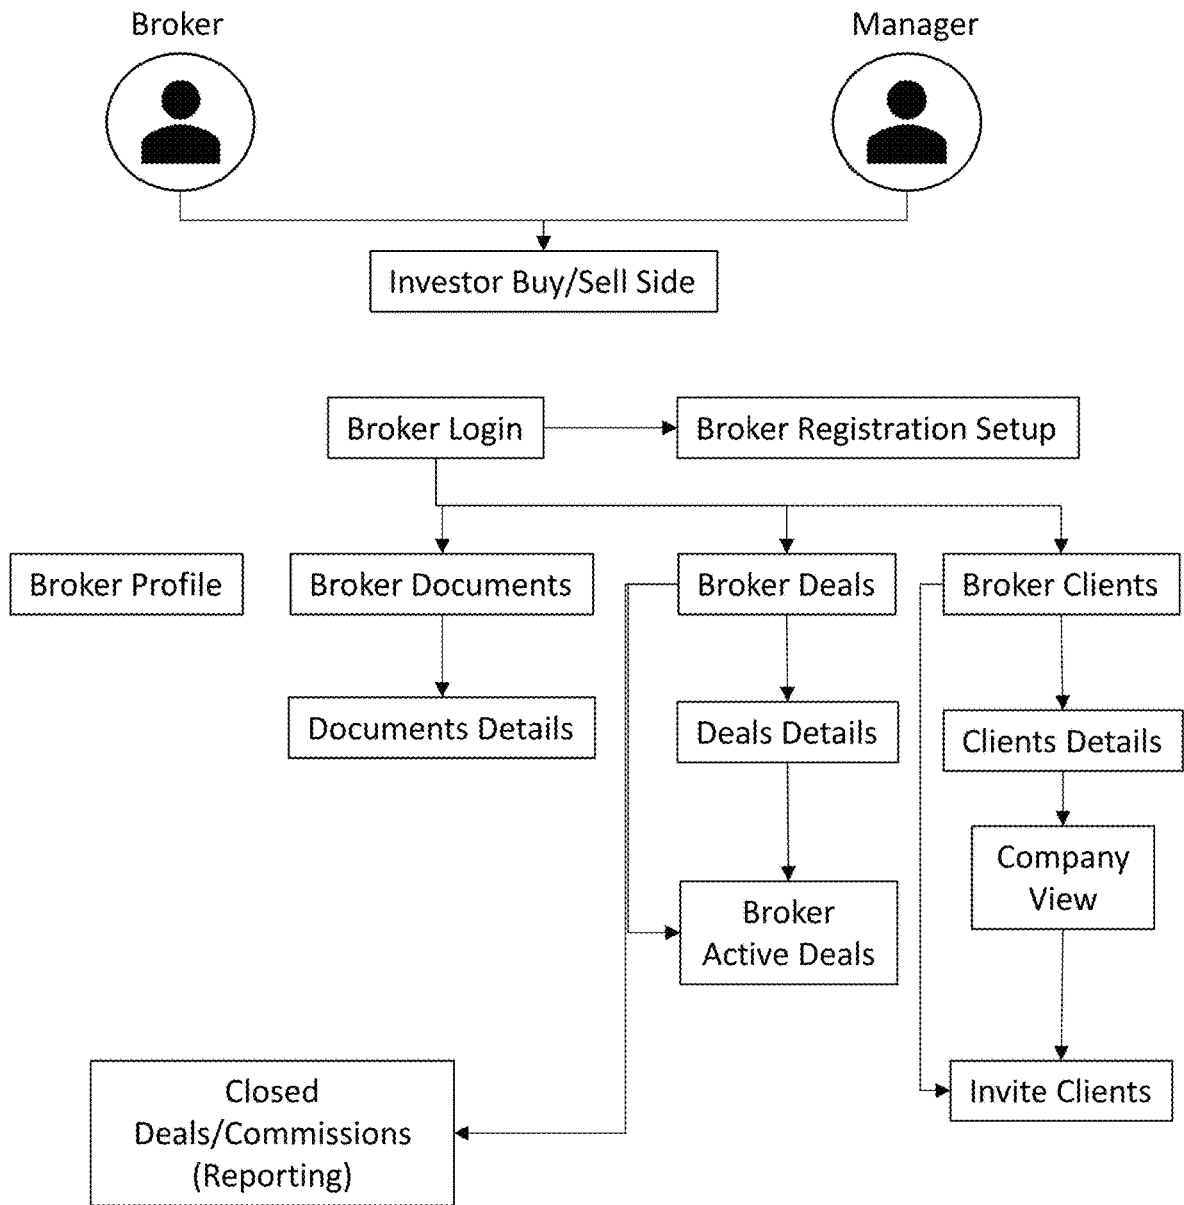 Broker
Manager
Investor Buy/Sell Side
Broker Login
Broker Registration Setup
Broker Profile
Broker Documents
Broker Deals
Broker Clients
Documents Details
Deals Details
Clients Details
Company
View
Broker
Active Deals
Closed
Deals/Commissions
(Reporting)
Invite Clients